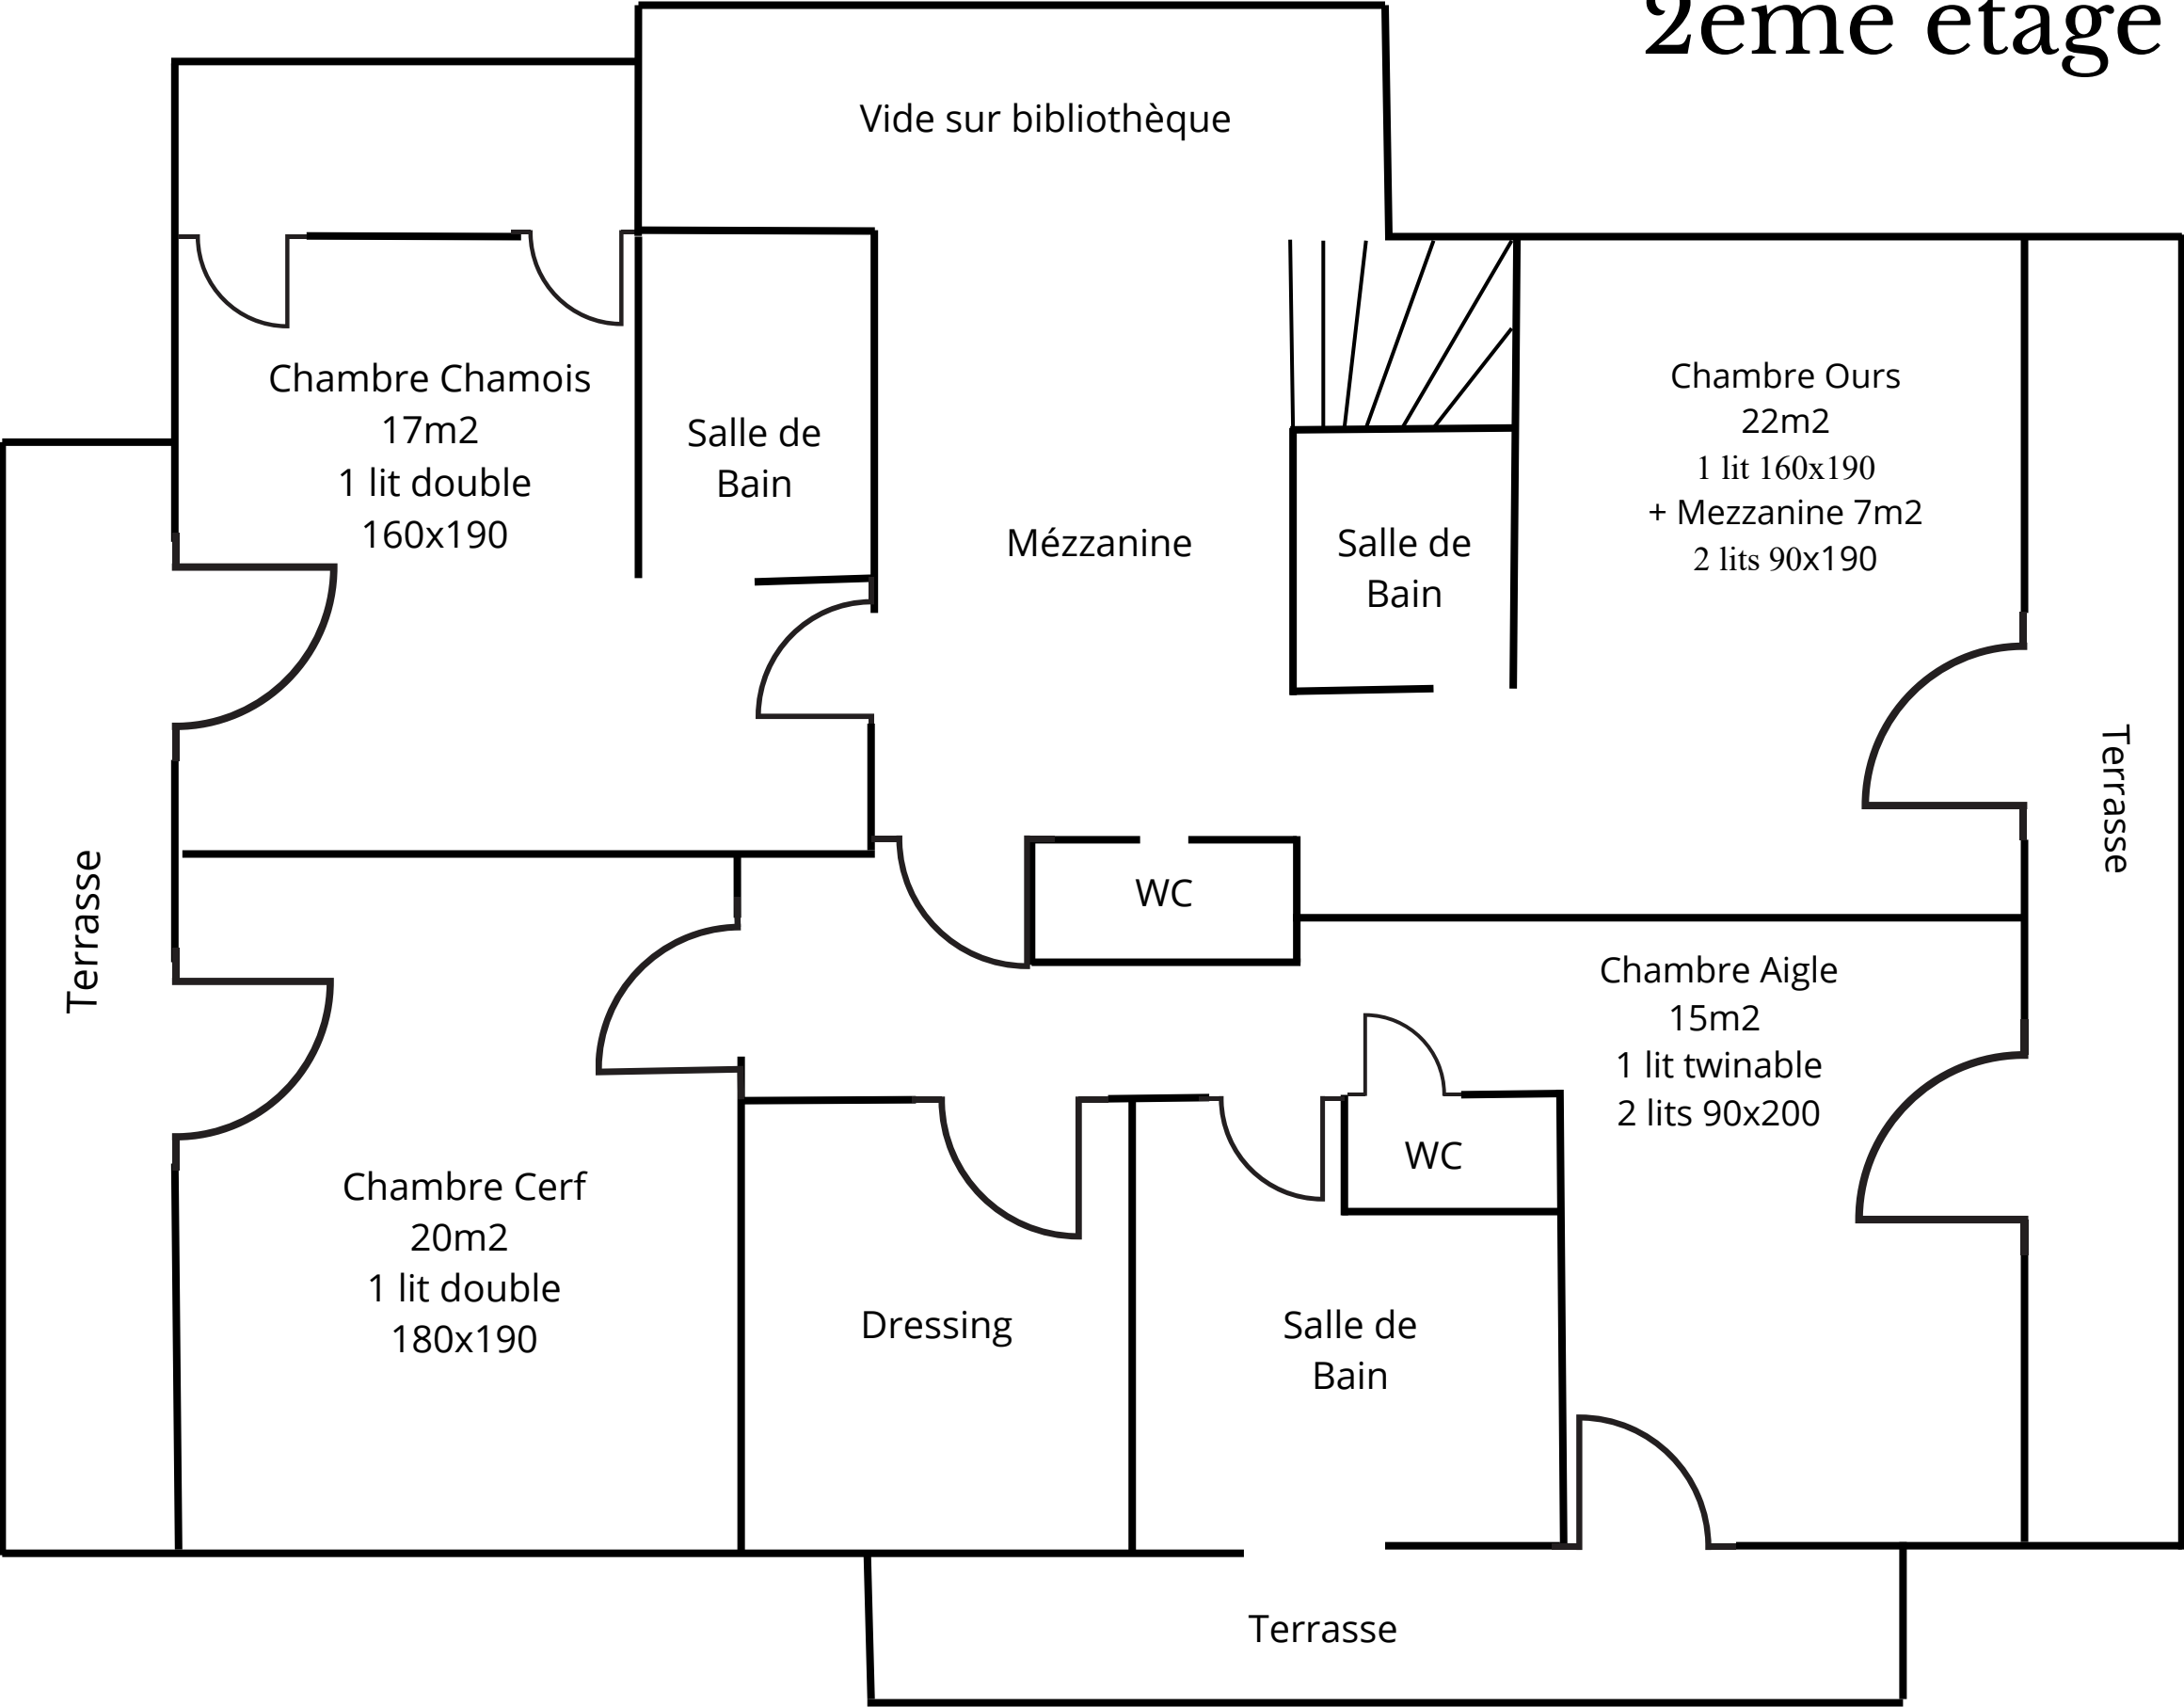 2eme etage
Vide sur bibliothèque
Chambre Chamois
17m2
1 lit double
160x190
Salle de
Bain
Mézzanine
Salle de
Bain
Chambre Ours
22m2
1 lit 160x190
+ Mezzanine 7m2
2 lits 90x190
Terrasse
Terrasse
WC
Chambre Aigle
15m2
1 lit twinable
2 lits 90x200
WC
Chambre Cerf
20m2
1 lit double
180x190
Dressing
Salle de
Bain
Terrasse